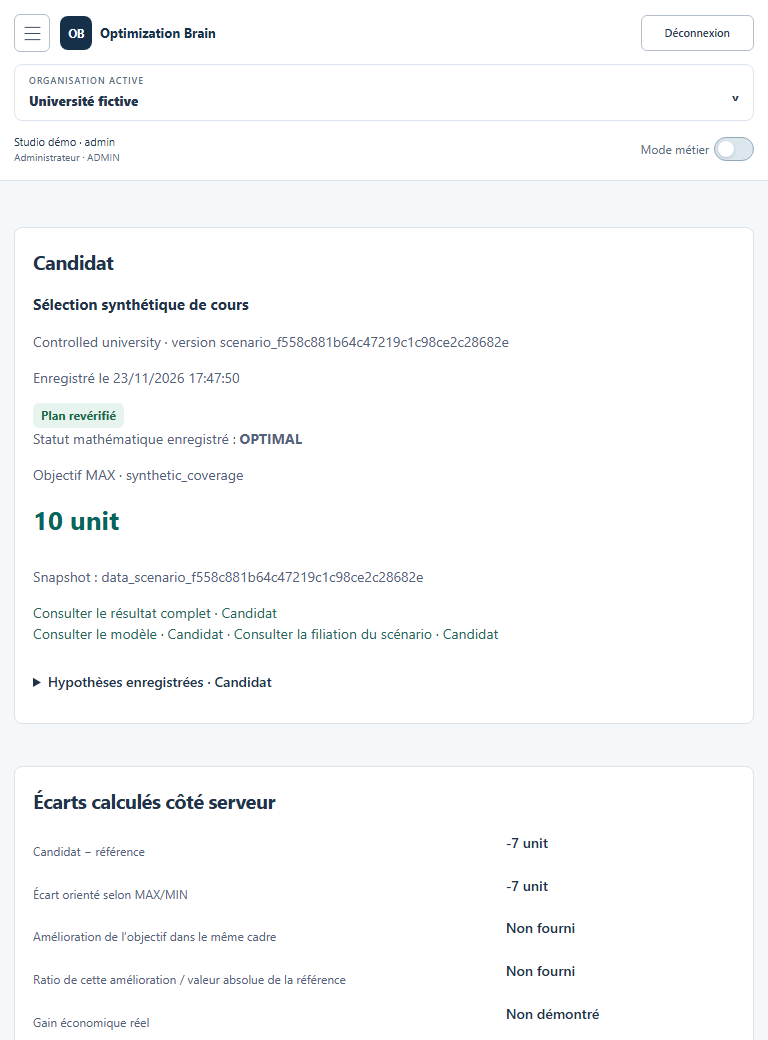 OB
Optimization Brain
Déconnexion
ORGANISATION ACTIVE
Université fictive
v
Studio démo · admin
Administrateur · ADMIN
Mode métier
Candidat
Sélection synthétique de cours
Controlled university · version scenario_f558c881b64c47219c1c98ce2c28682e
Enregistré le 23/11/2026 17:47:50
Plan revérifié
Statut mathématique enregistré : OPTIMAL
Objectif MAX · synthetic_coverage
10 unit
Snapshot : data_scenario_f558c881b64c47219c1c98ce2c28682e
Consulter le résultat complet · Candidat
Consulter le modèle · Candidat · Consulter la filiation du scénario · Candidat
Hypothèses enregistrées · Candidat
Écarts calculés côté serveur
Candidat − référence
-7 unit
Écart orienté selon MAX/MIN
-7 unit
Amélioration de l'objectif dans le même cadre
Non fourni
Ratio de cette amélioration / valeur absolue de la référence
Non fourni
Gain économique réel
Non démontré